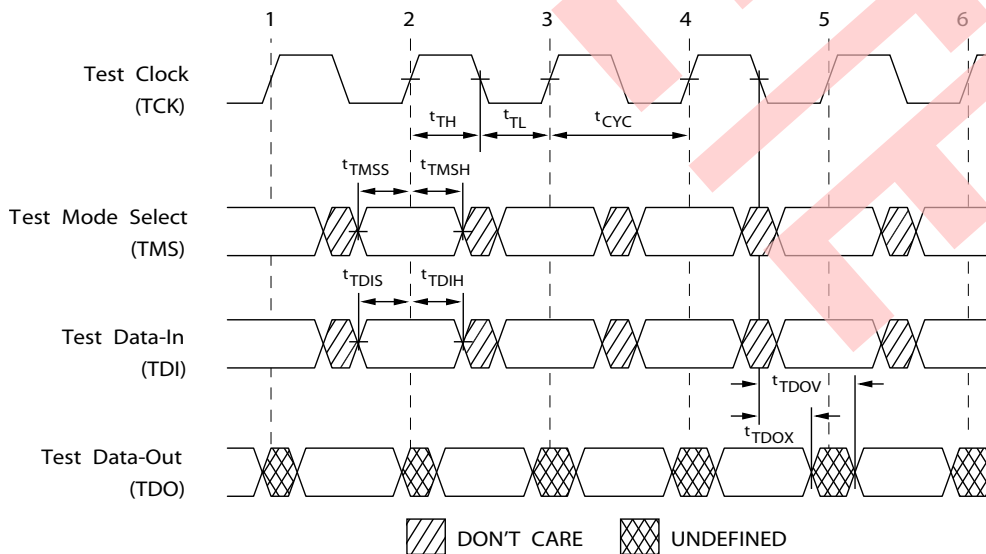 1 2 3 4 5 6
Test Clock
(TCK)
tTH tTL tCYC
tTMSS tTMSH
Test Mode Select
(TMS)
tTDIS tTDIH
Test Data-In
(TDI)
tTDOV
tTDOX
Test Data-Out
(TDO)
DON'T CARE UNDEFINED